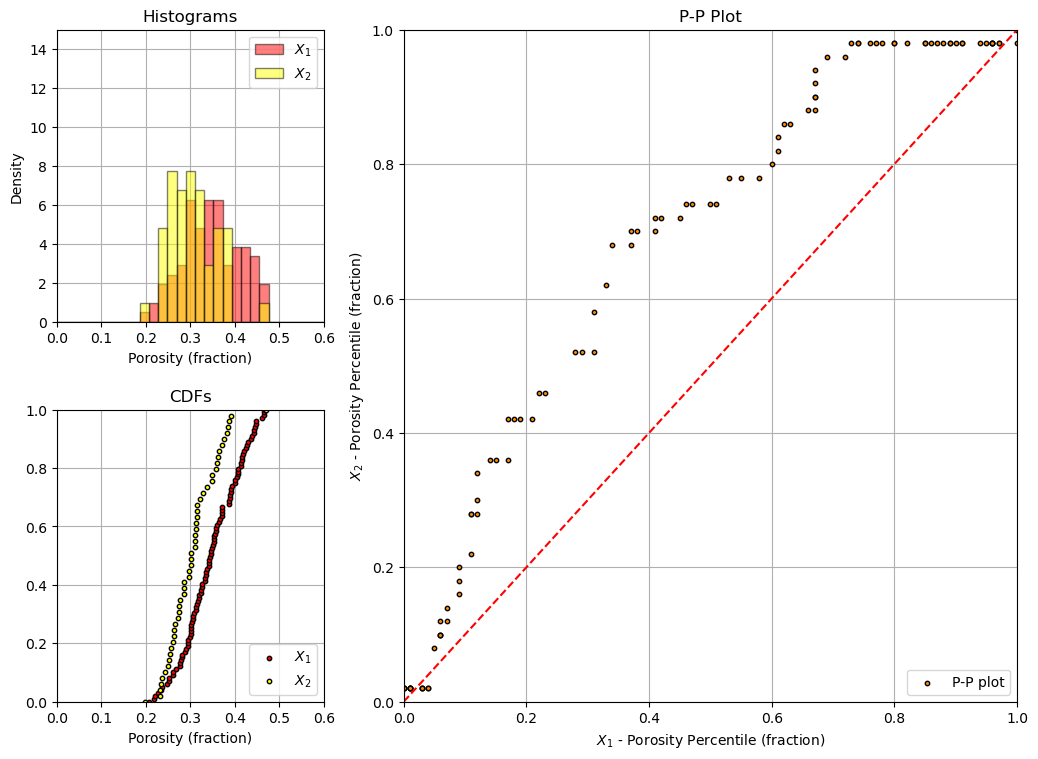 Histograms
14
12
10
8
6
4
2
0
Density
X₁
X₂
0.0 0.1 0.2 0.3 0.4 0.5 0.6
Porosity (fraction)
CDFs
1.0
0.8
0.6
0.4
0.2
0.0
X₁
X₂
0.0 0.1 0.2 0.3 0.4 0.5 0.6
Porosity (fraction)
P-P Plot
1.0
0.8
0.6
0.4
0.2
0.0
X₂ - Porosity Percentile (fraction)
P-P plot
0.0 0.2 0.4 0.6 0.8 1.0
X₁ - Porosity Percentile (fraction)